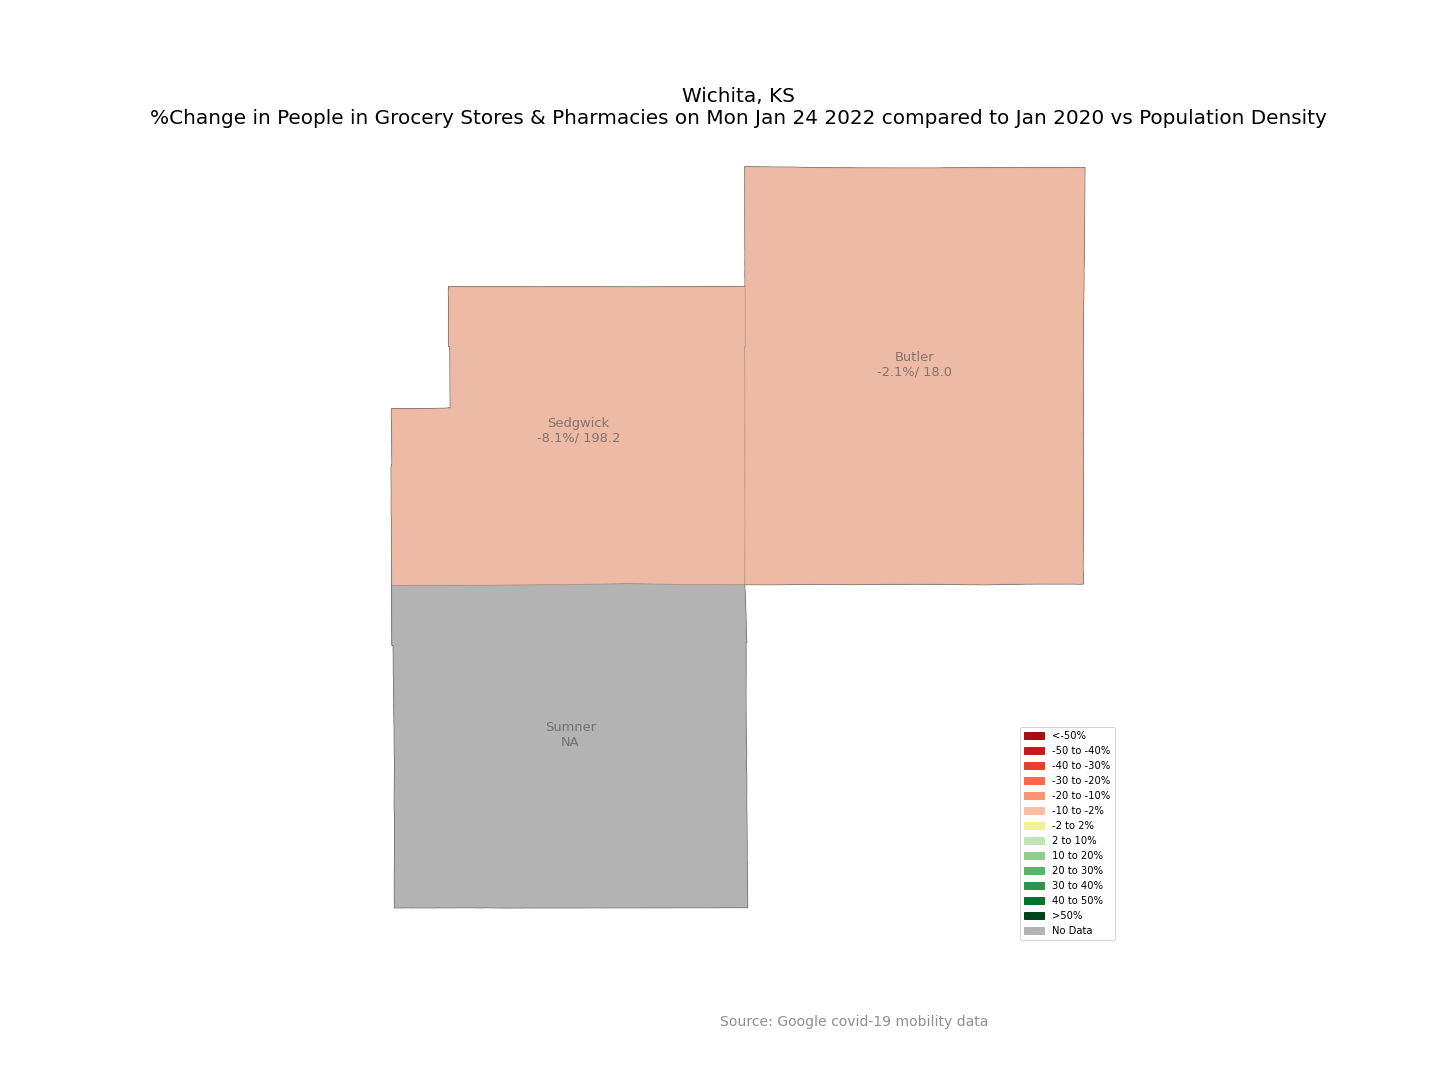 Wichita, KS
%Change in People in Grocery Stores & Pharmacies on Mon Jan 24 2022 compared to Jan 2020 vs Population Density
Butler
-2.1%/ 18.0
Sedgwick
-8.1%/ 198.2
Sumner
NA
<-50%
-50 to -40%
-40 to -30%
-30 to -20%
-20 to -10%
-10 to -2%
-2 to 2%
2 to 10%
10 to 20%
20 to 30%
30 to 40%
40 to 50%
>50%
No Data
Source: Google covid-19 mobility data